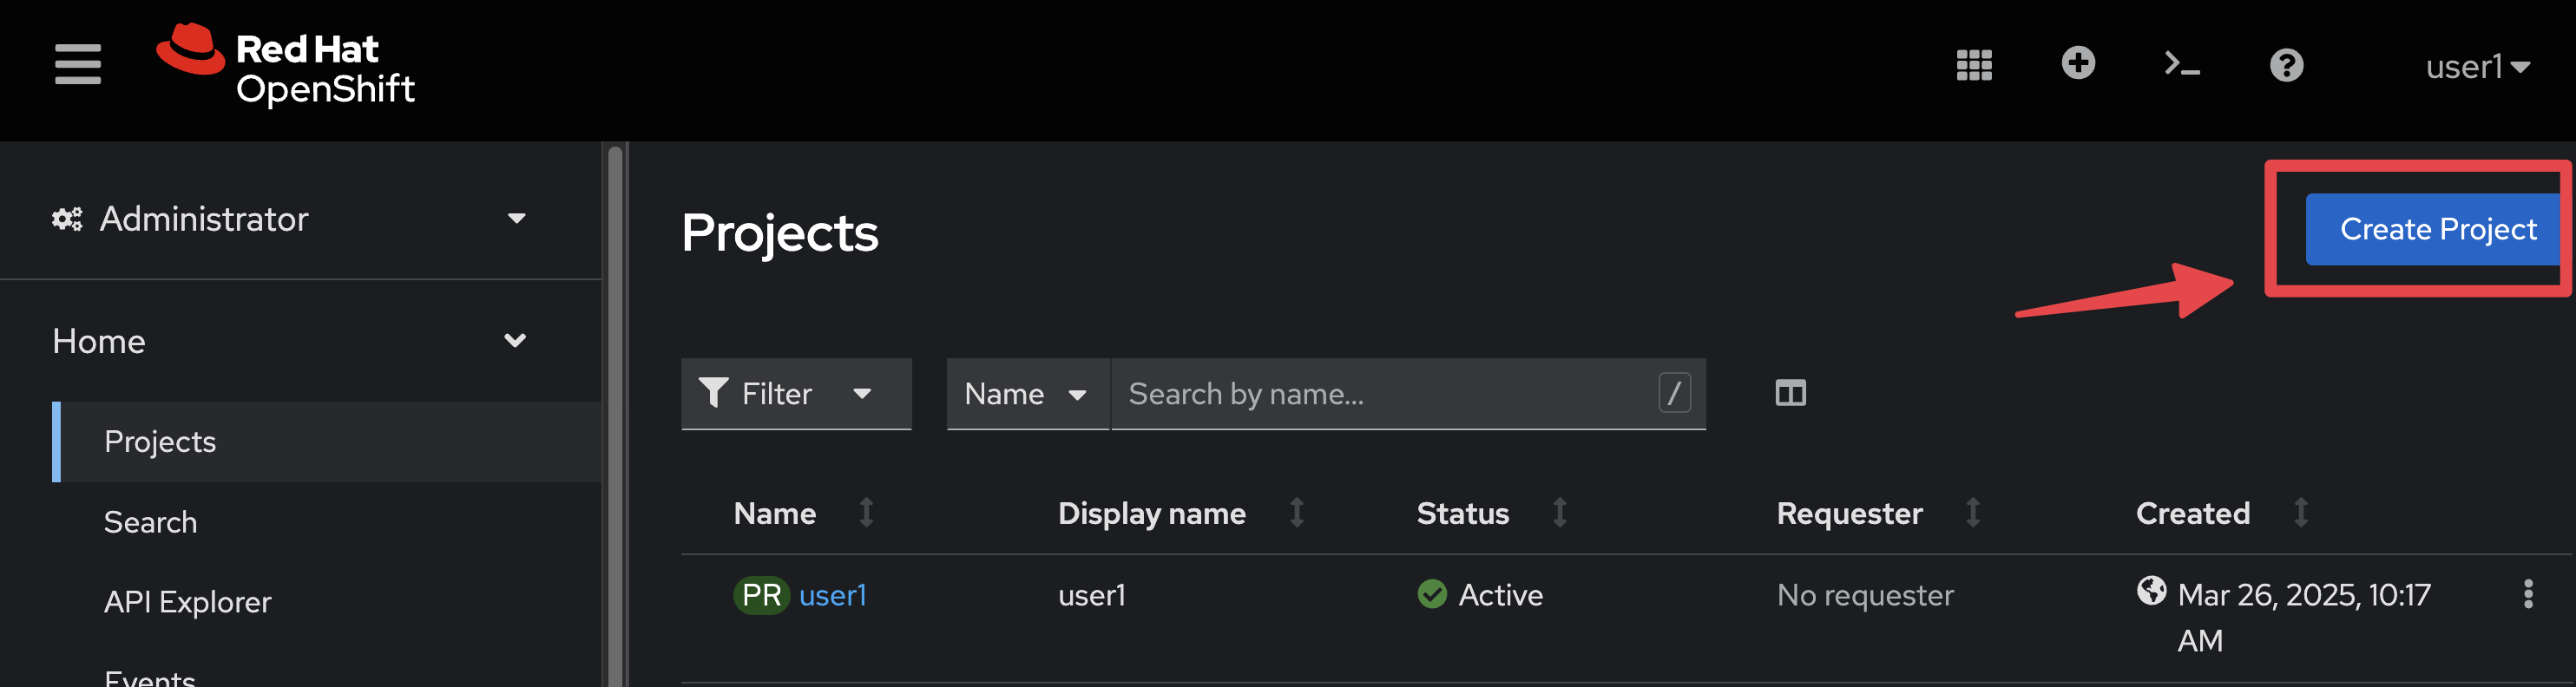 Red Hat
OpenShift
user1
Administrator
Projects
Create Project
Home
Filter
Name
Search by name...
/
Projects
Search
API Explorer
Events
Name
Display name
Status
Requester
Created
PR user1
user1
Active
No requester
Mar 26, 2025, 10:17
AM